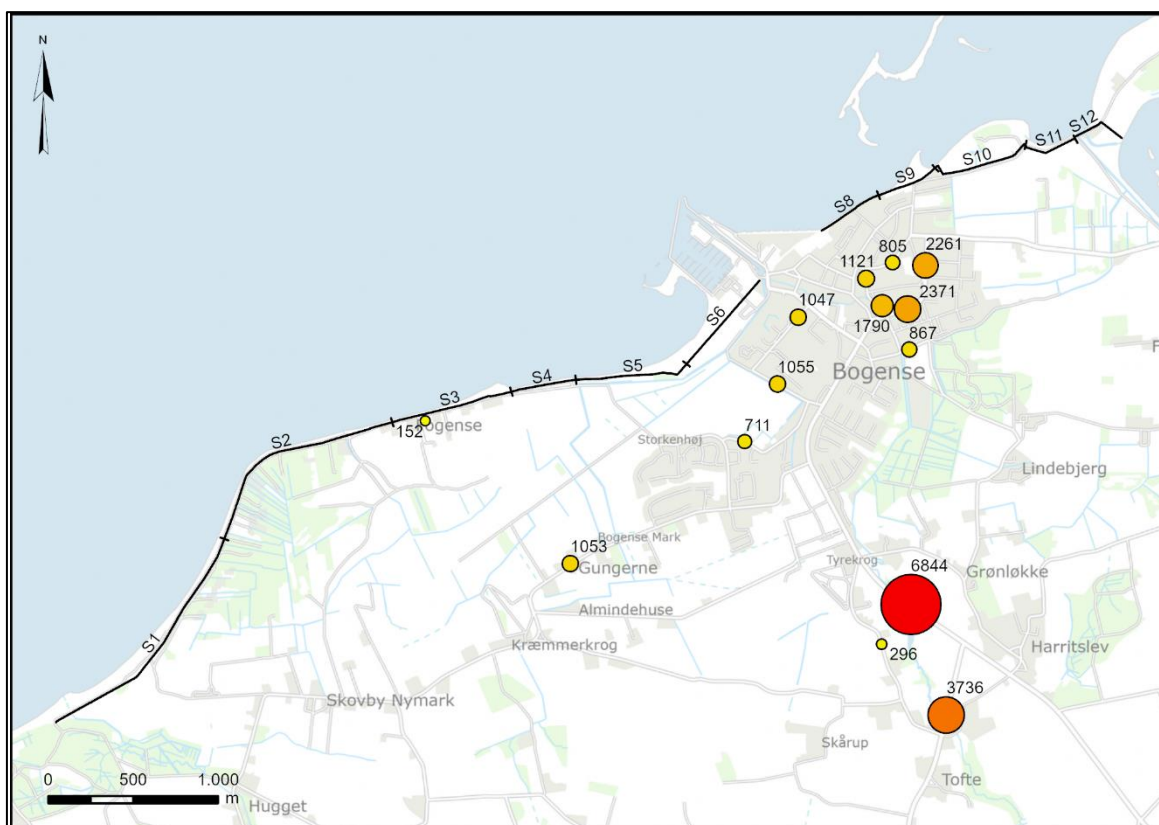 N
S12
S11
S10
S9
S8
805
2261
1121
2371
1047
1790
867
S6
Bogense
1055
S5
S4
S3
152
Bogense
711
Storkenhøj
S2
Lindebjerg
Bogense Mark
1053
Gungerne
Tyrekrog
6844
Grønløkke
Almindehuse
S1
Kræmmerkrog
296
Harritslev
3736
Skovby Nymark
Skårup
0 500 1.000
m
Tofte
Hugget